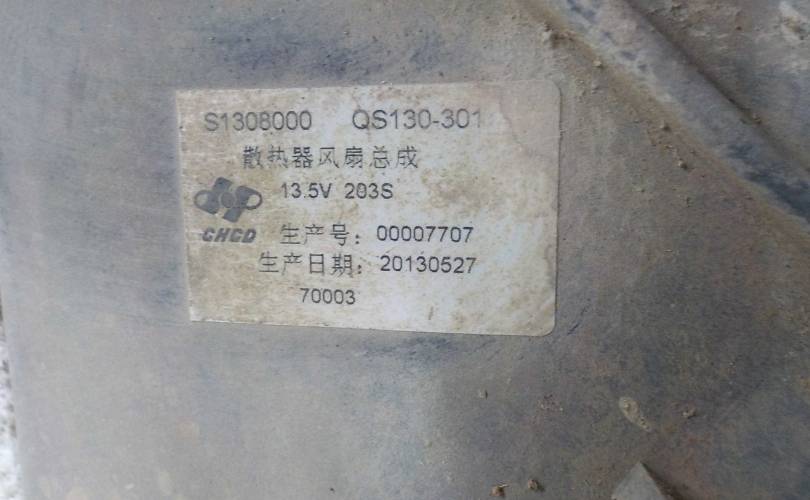 S1308000 QS130-301
散热器风扇总成
13.5V 203S
CHCD
生产号：00007707
生产日期：20130527
70003